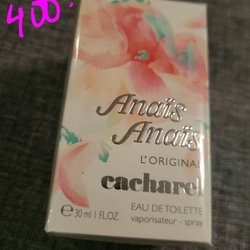 400:
Anaïs
Anaïs
L'ORIGINAL
cacharel
EAU DE TOILETTE
℮ 30 ml 1 FL.OZ. vaporisateur - spray